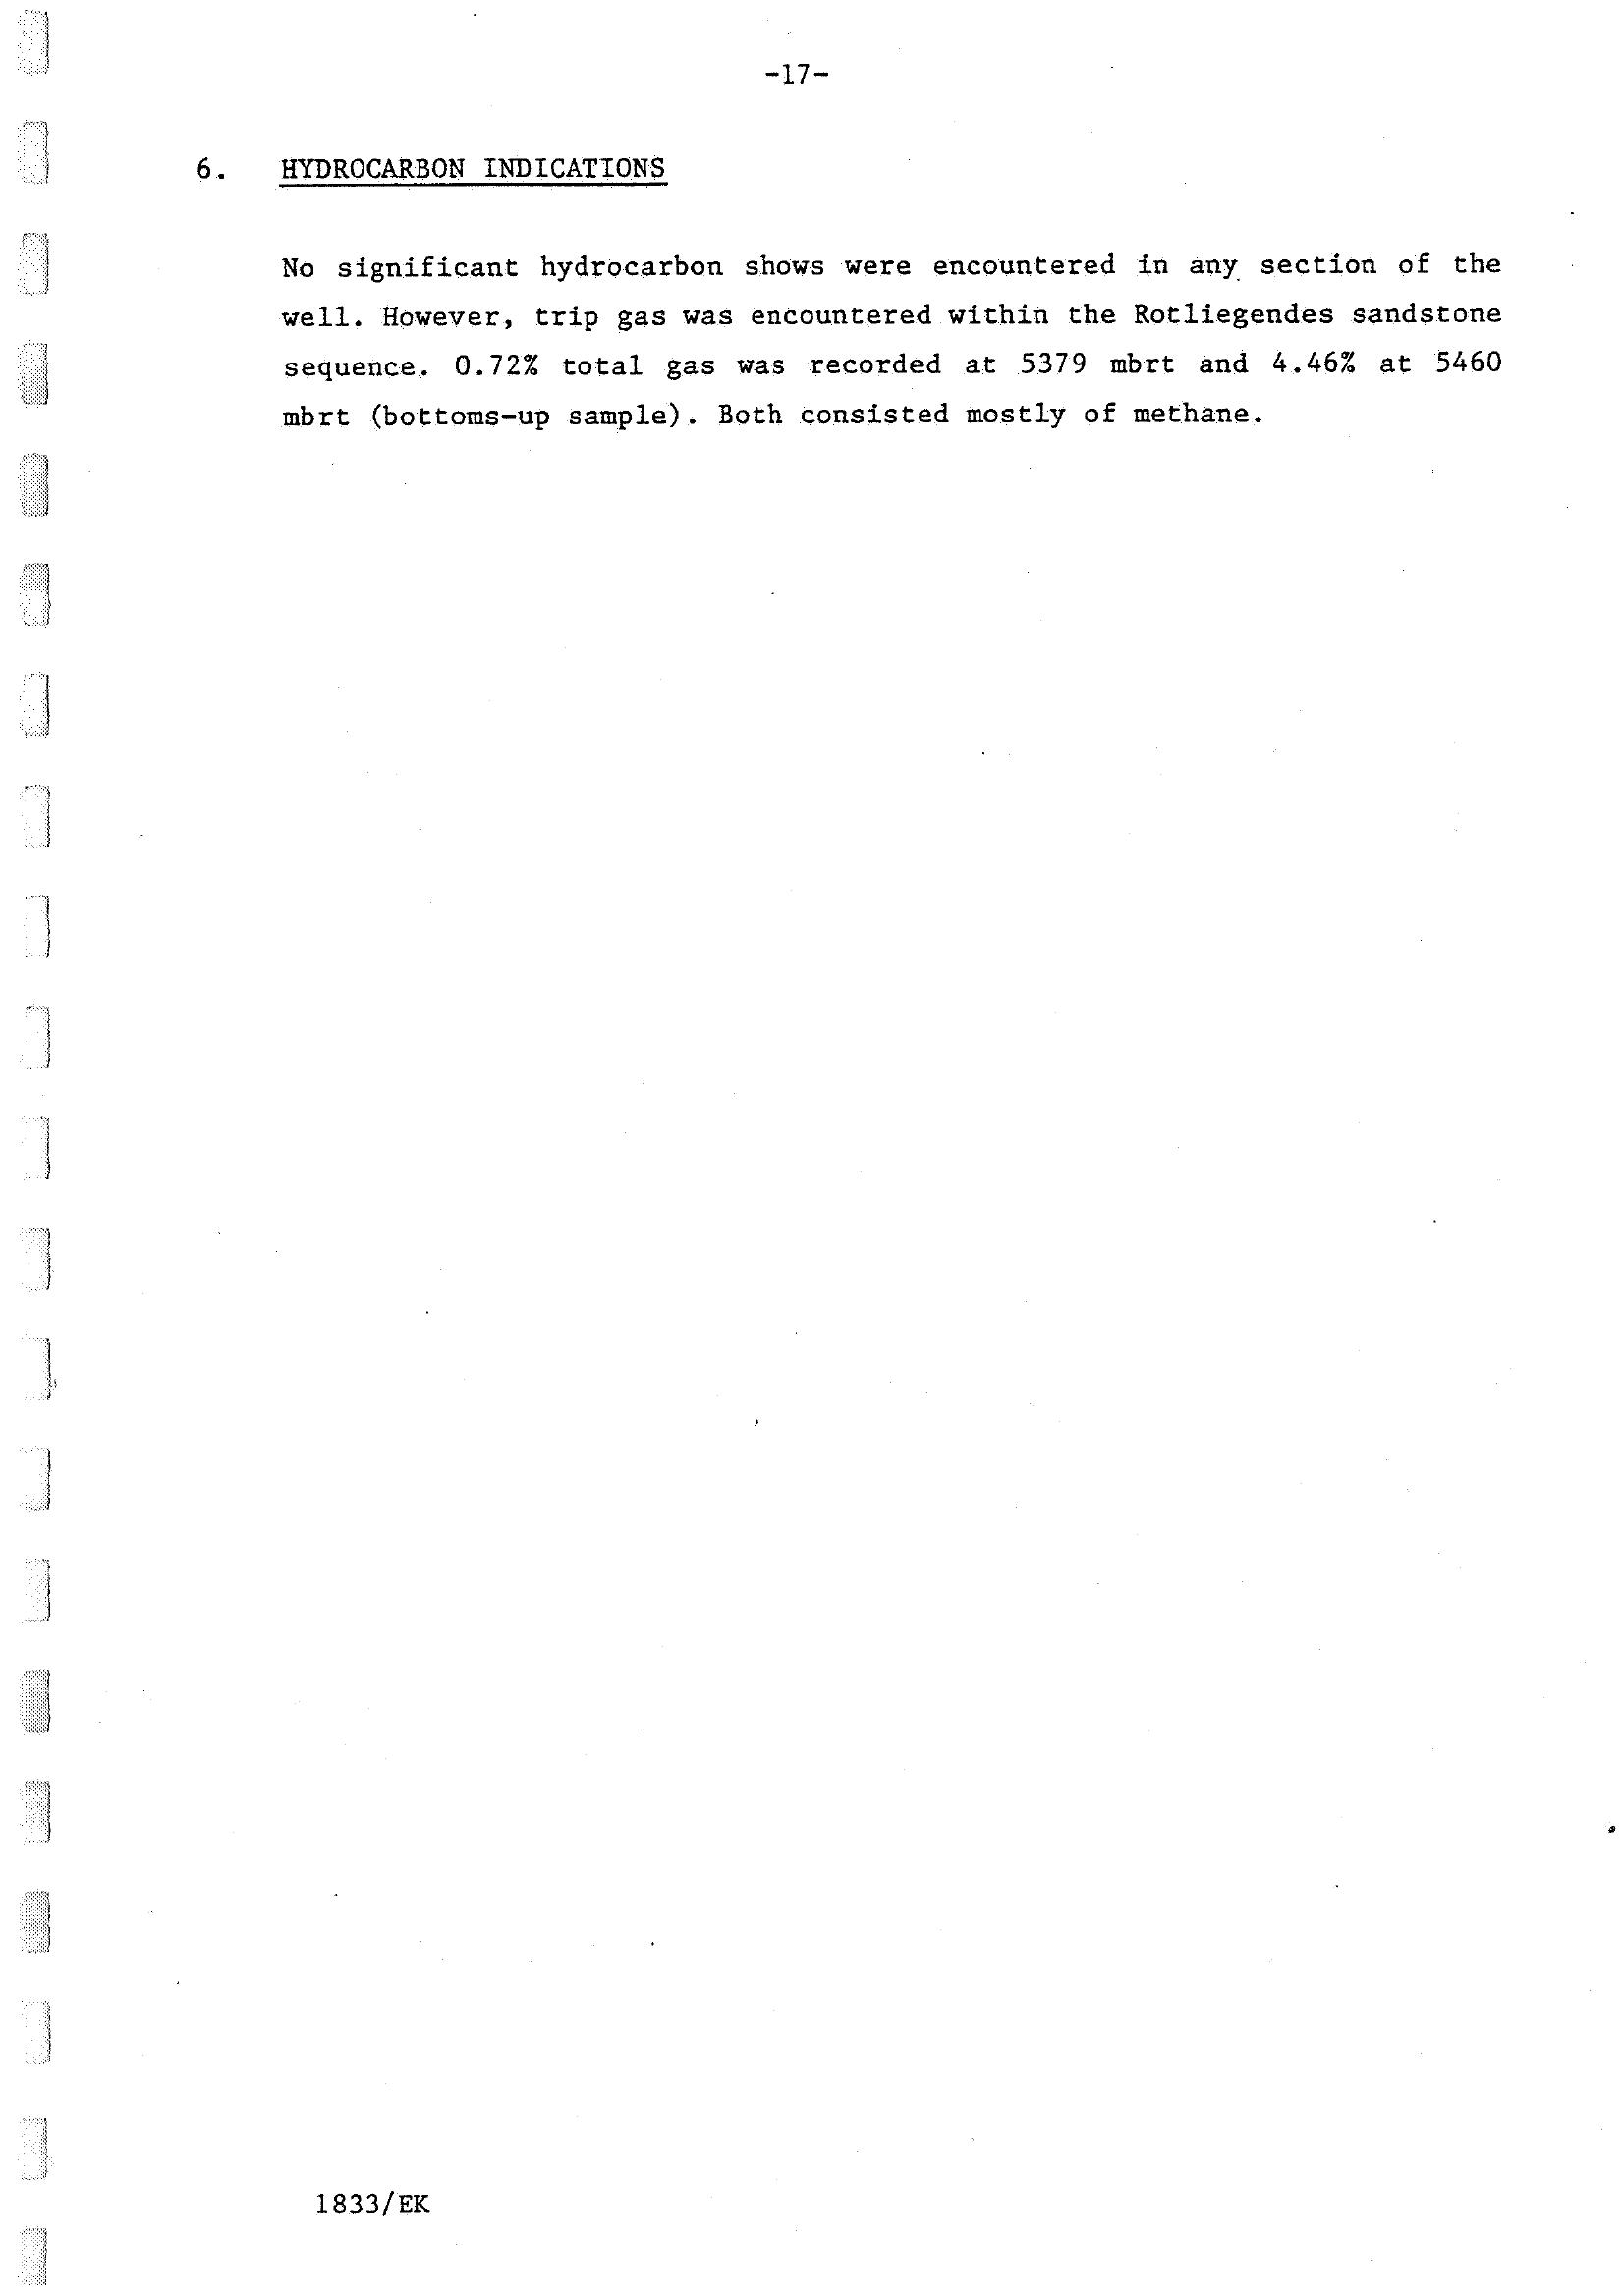 -17-
6. HYDROCARBON INDICATIONS
No significant hydrocarbon shows were encountered in any section of the
well. However, trip gas was encountered within the Rotliegendes sandstone
sequence. 0.72% total gas was recorded at 5379 mbrt and 4.46% at 5460
mbrt (bottoms-up sample). Both consisted mostly of methane.
1833/EK